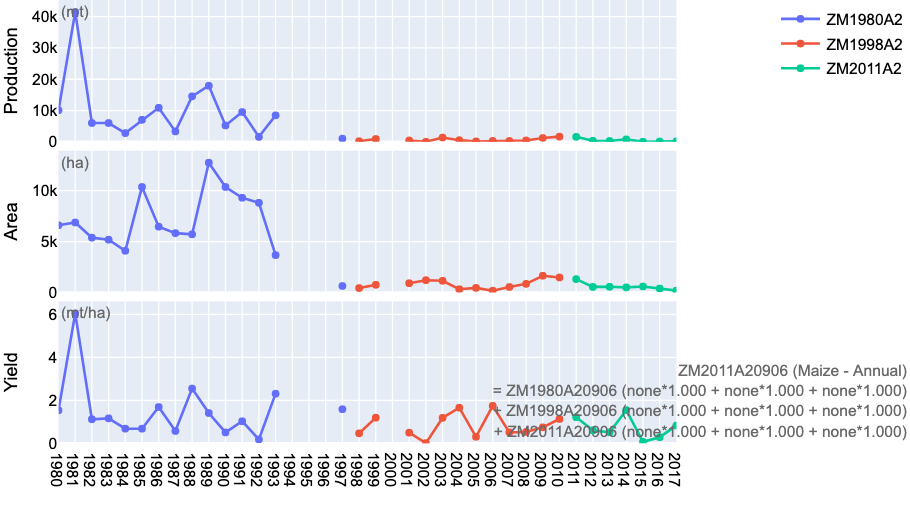 Production
(mt)
40k
30k
20k
10k
0
ZM1980A2
ZM1998A2
ZM2011A2
Area
(ha)
10k
5k
0
Yield
(mt/ha)
6
4
2
0
ZM2011A20906 (Maize - Annual)
= ZM1980A20906 (none*1.000 + none*1.000 + none*1.000)
+ ZM1998A20906 (none*1.000 + none*1.000 + none*1.000)
+ ZM2011A20906 (none*1.000 + none*1.000 + none*1.000)
1980
1981
1982
1983
1984
1985
1986
1987
1988
1989
1990
1991
1992
1993
1994
1995
1996
1997
1998
1999
2000
2001
2002
2003
2004
2005
2006
2007
2008
2009
2010
2011
2012
2013
2014
2015
2016
2017